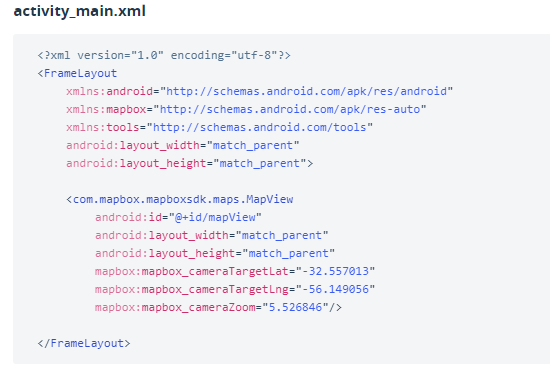 activity_main.xml
<?xml version="1.0" encoding="utf-8"?>
<FrameLayout
xmlns:android="http://schemas.android.com/apk/res/android"
xmlns:mapbox="http://schemas.android.com/apk/res-auto"
xmlns:tools="http://schemas.android.com/tools"
android:layout_width="match_parent"
android:layout_height="match_parent">
<com.mapbox.mapboxsdk.maps.MapView
android:id="@+id/mapView"
android:layout_width="match_parent"
android:layout_height="match_parent"
mapbox:mapbox_cameraTargetLat="-32.557013"
mapbox:mapbox_cameraTargetLng="-56.149056"
mapbox:mapbox_cameraZoom="5.526846"/>
</FrameLayout>